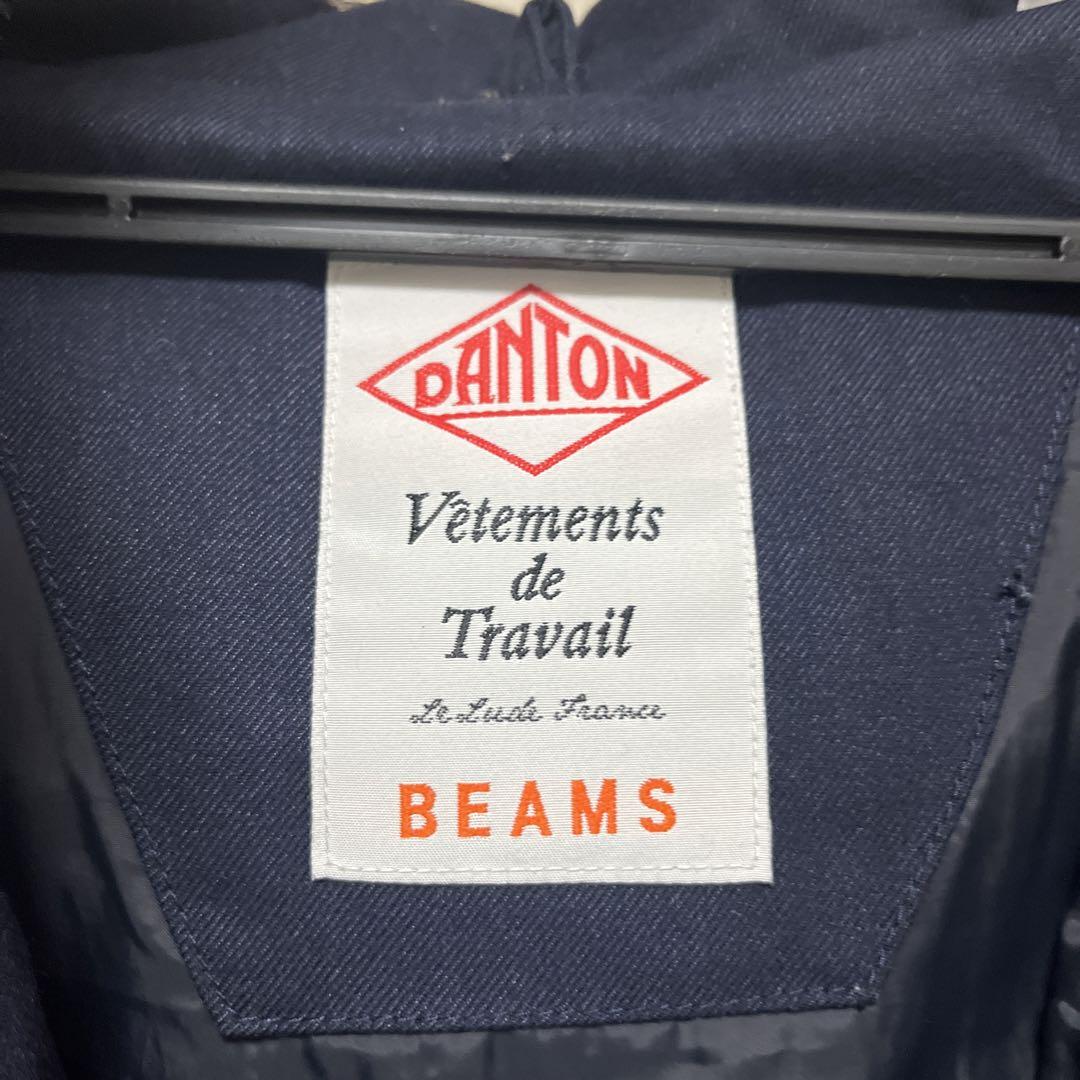 DANTON
Vêtements
de
Travail
Le Lude France
BEAMS